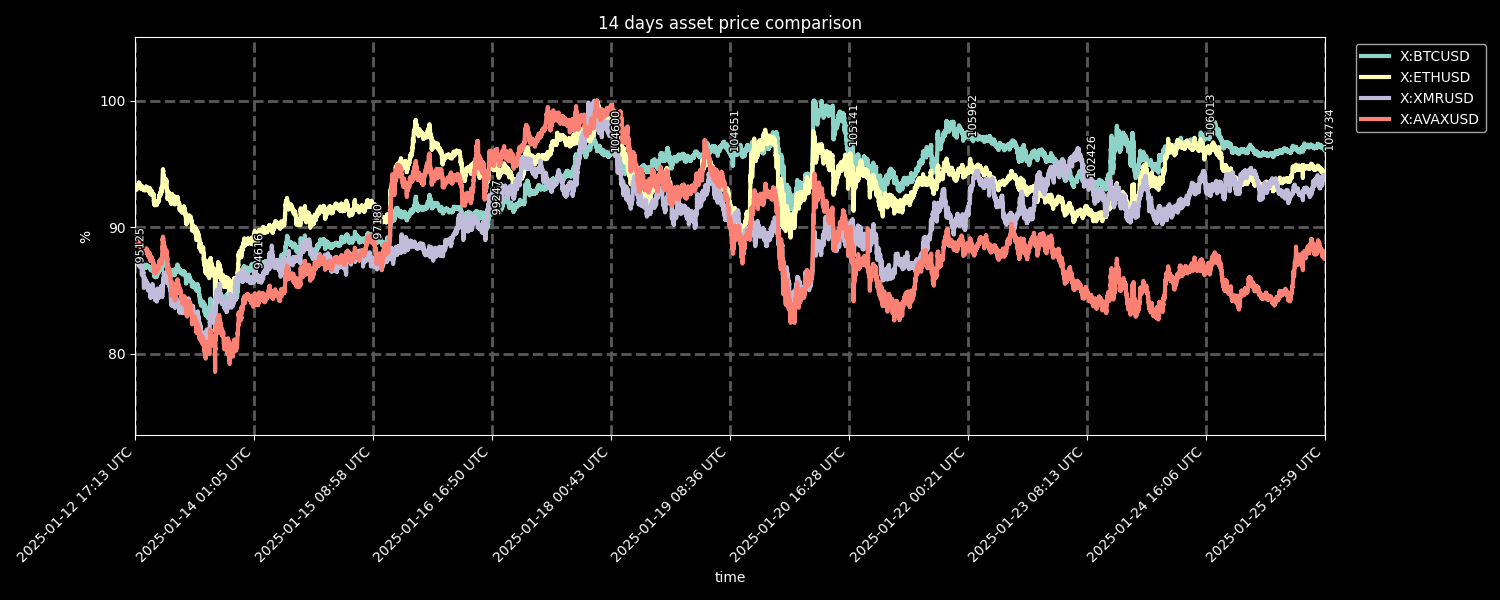 14 days asset price comparison
X:BTCUSD
X:ETHUSD
X:XMRUSD
X:AVAXUSD
%
100
90
80
95125
94616
97180
99247
104600
104651
105141
105962
102426
106013
104734
2025-01-12 17:13 UTC
2025-01-14 01:05 UTC
2025-01-15 08:58 UTC
2025-01-16 16:50 UTC
2025-01-18 00:43 UTC
2025-01-19 08:36 UTC
2025-01-20 16:28 UTC
2025-01-22 00:21 UTC
2025-01-23 08:13 UTC
2025-01-24 16:06 UTC
2025-01-25 23:59 UTC
time